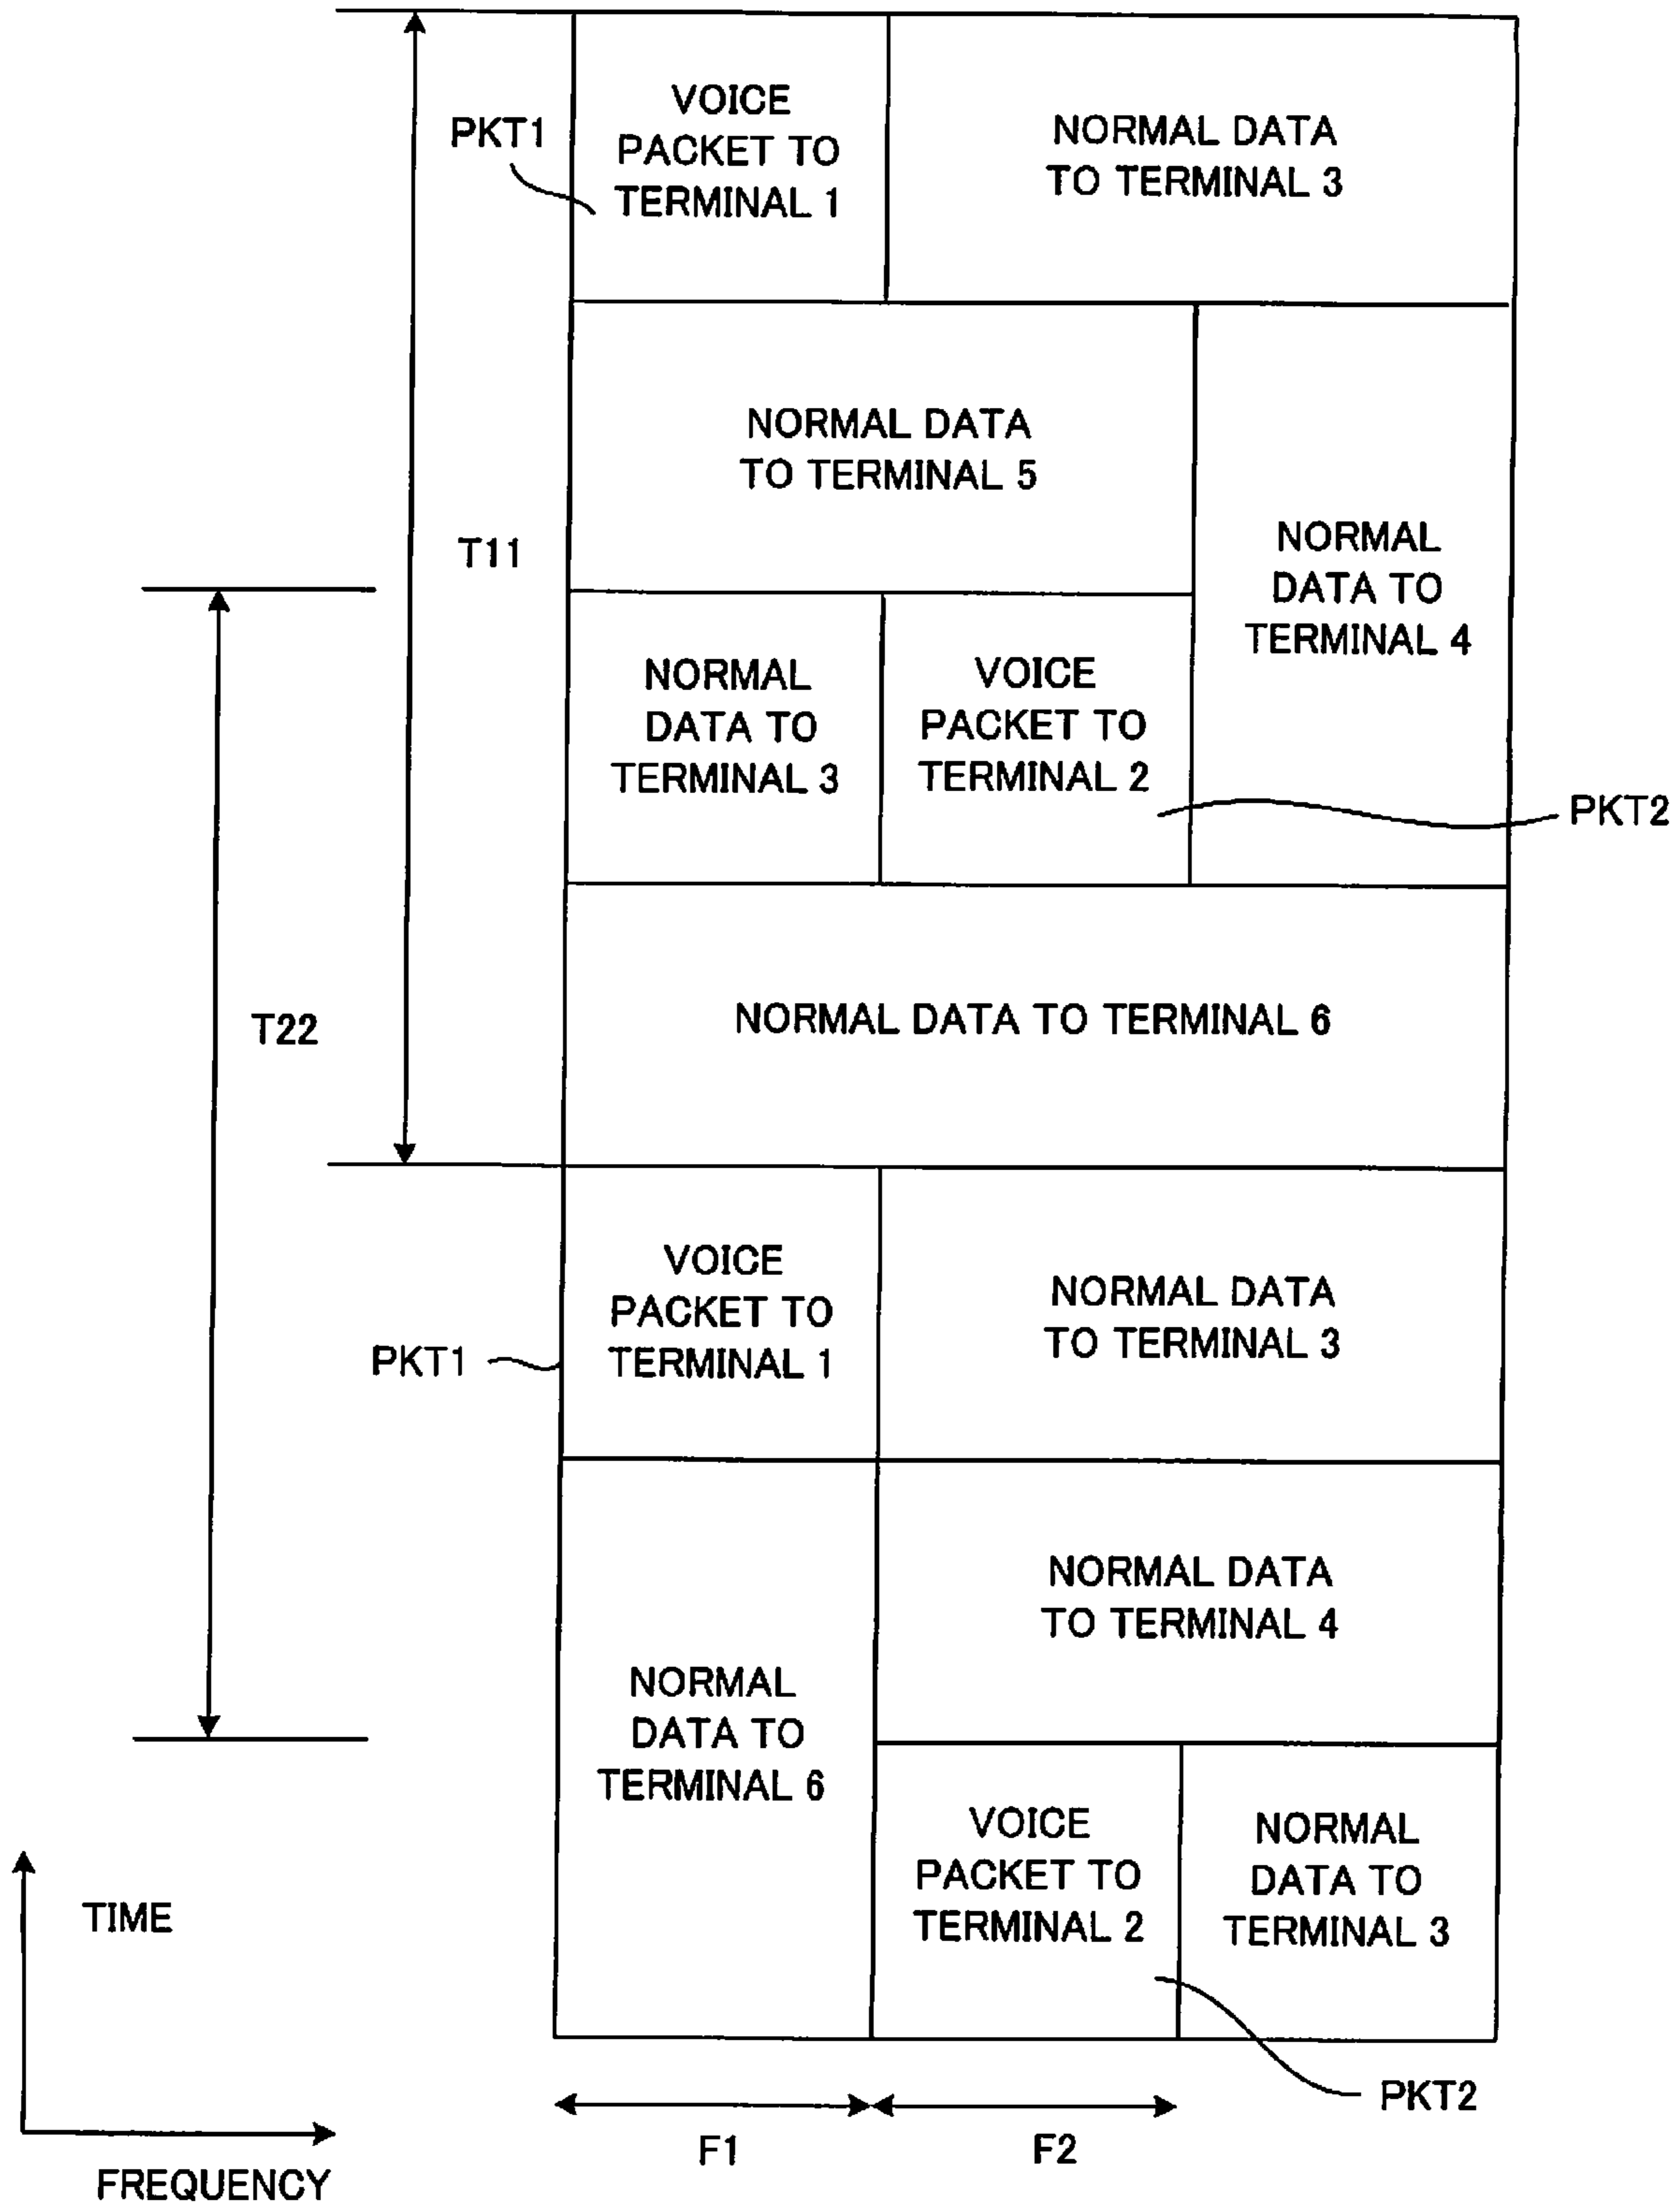 VOICE
PACKET TO
TERMINAL 1
PKT1
NORMAL DATA
TO TERMINAL 3
NORMAL DATA
TO TERMINAL 5
T11
NORMAL
DATA TO
TERMINAL 4
NORMAL
DATA TO
TERMINAL 3
VOICE
PACKET TO
TERMINAL 2
PKT2
T22
NORMAL DATA TO TERMINAL 6
VOICE
PACKET TO
TERMINAL 1
PKT1
NORMAL DATA
TO TERMINAL 3
NORMAL DATA
TO TERMINAL 4
NORMAL
DATA TO
TERMINAL 6
VOICE
PACKET TO
TERMINAL 2
NORMAL
DATA TO
TERMINAL 3
TIME
PKT2
F1
F2
FREQUENCY